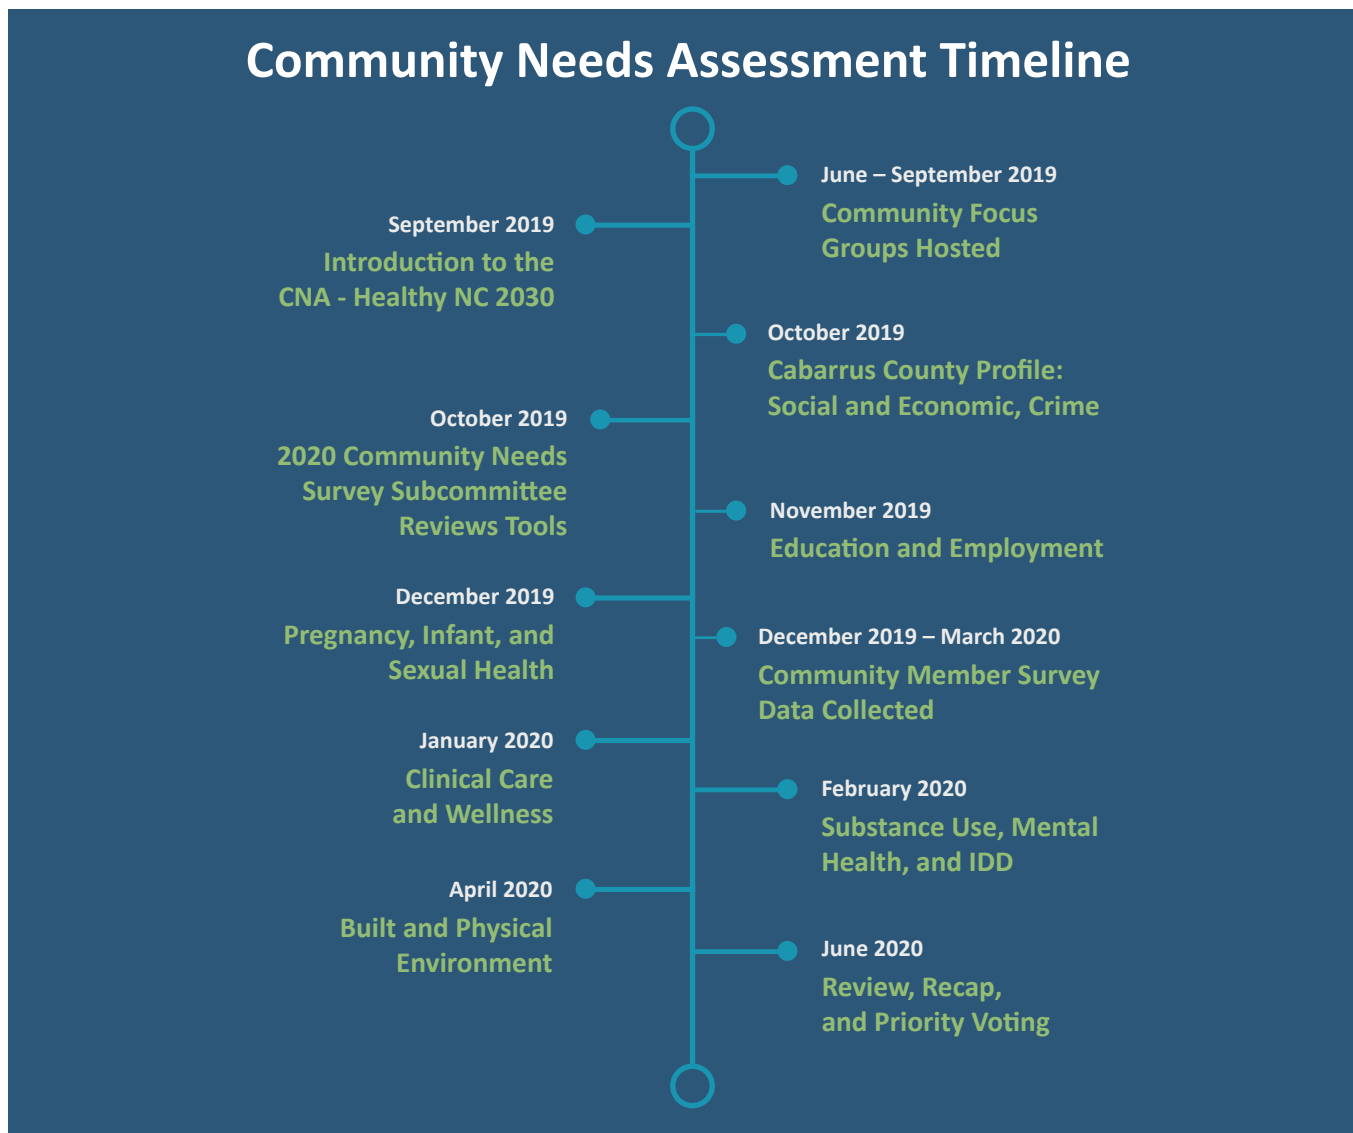 Community Needs Assessment Timeline
June – September 2019
Community Focus
Groups Hosted
September 2019
Introduction to the
CNA - Healthy NC 2030
October 2019
Cabarrus County Profile:
Social and Economic, Crime
October 2019
2020 Community Needs
Survey Subcommittee
Reviews Tools
November 2019
Education and Employment
December 2019
Pregnancy, Infant, and
Sexual Health
December 2019 – March 2020
Community Member Survey
Data Collected
January 2020
Clinical Care
and Wellness
February 2020
Substance Use, Mental
Health, and IDD
April 2020
Built and Physical
Environment
June 2020
Review, Recap,
and Priority Voting